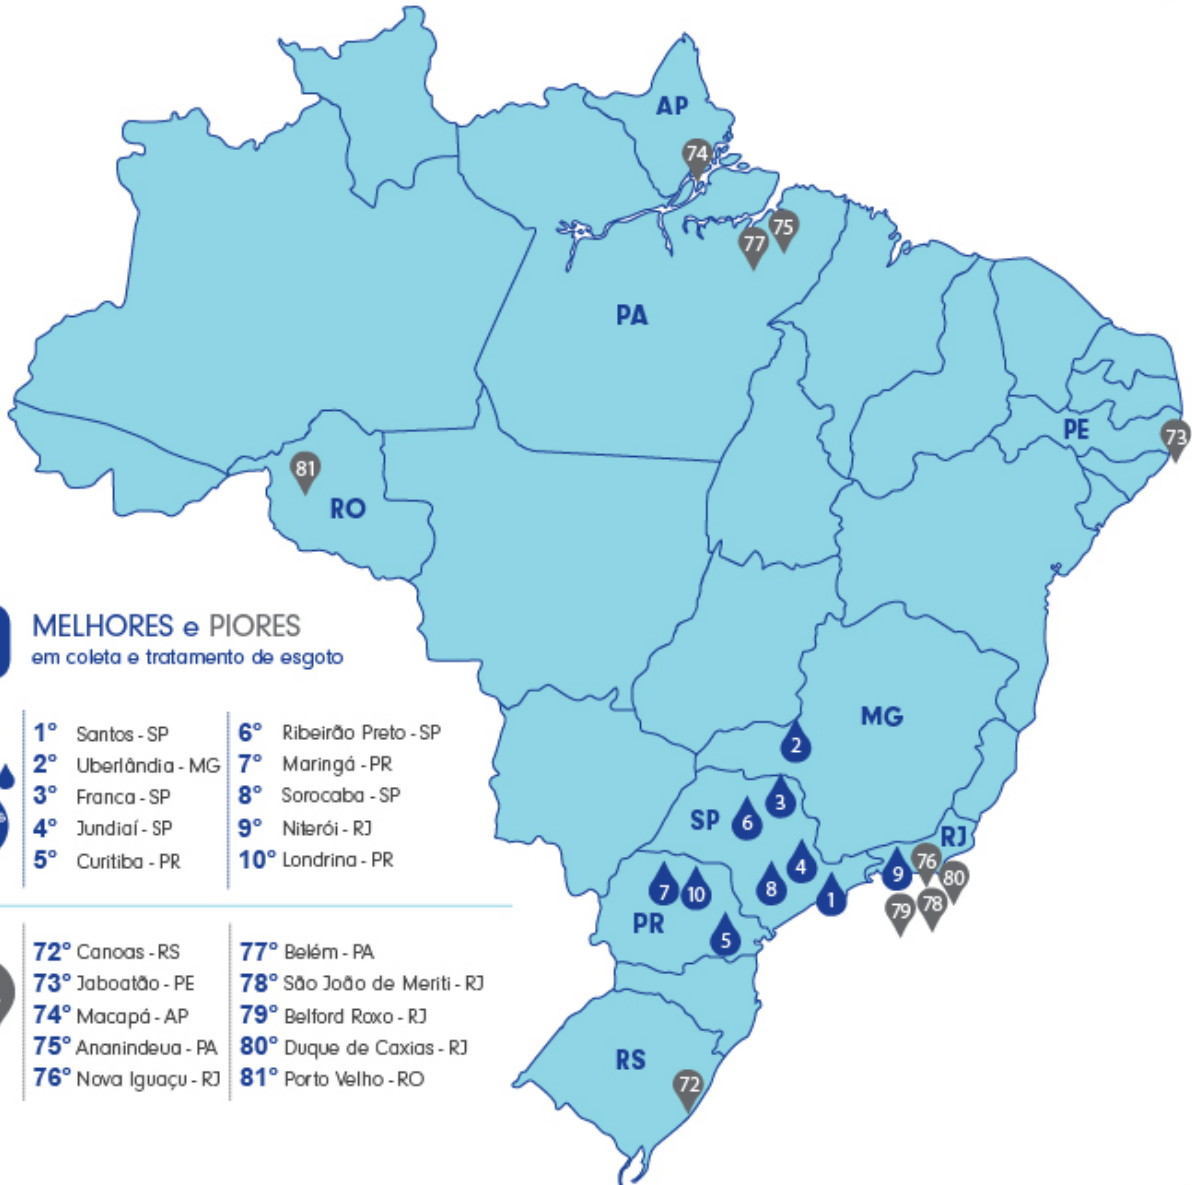 AP
74
75
77
PA
PE
73
81
RO
MELHORES e PIORES
em coleta e tratamento de esgoto
MG
1° Santos - SP
2° Uberlândia - MG
3° Franca - SP
4° Jundiaí - SP
5° Curitiba - PR
6° Ribeirão Preto - SP
7° Maringá - PR
8° Sorocaba - SP
9° Niterói - RJ
10° Londrina - PR
2
3
SP
6
RJ
4
76
9
80
7
10
8
1
79
78
PR
5
72° Canoas - RS
73° Jaboatão - PE
74° Macapá - AP
75° Ananindeua - PA
76° Nova Iguaçu - RJ
77° Belém - PA
78° São João de Meriti - RJ
79° Belford Roxo - RJ
80° Duque de Caxias - RJ
81° Porto Velho - RO
RS
72